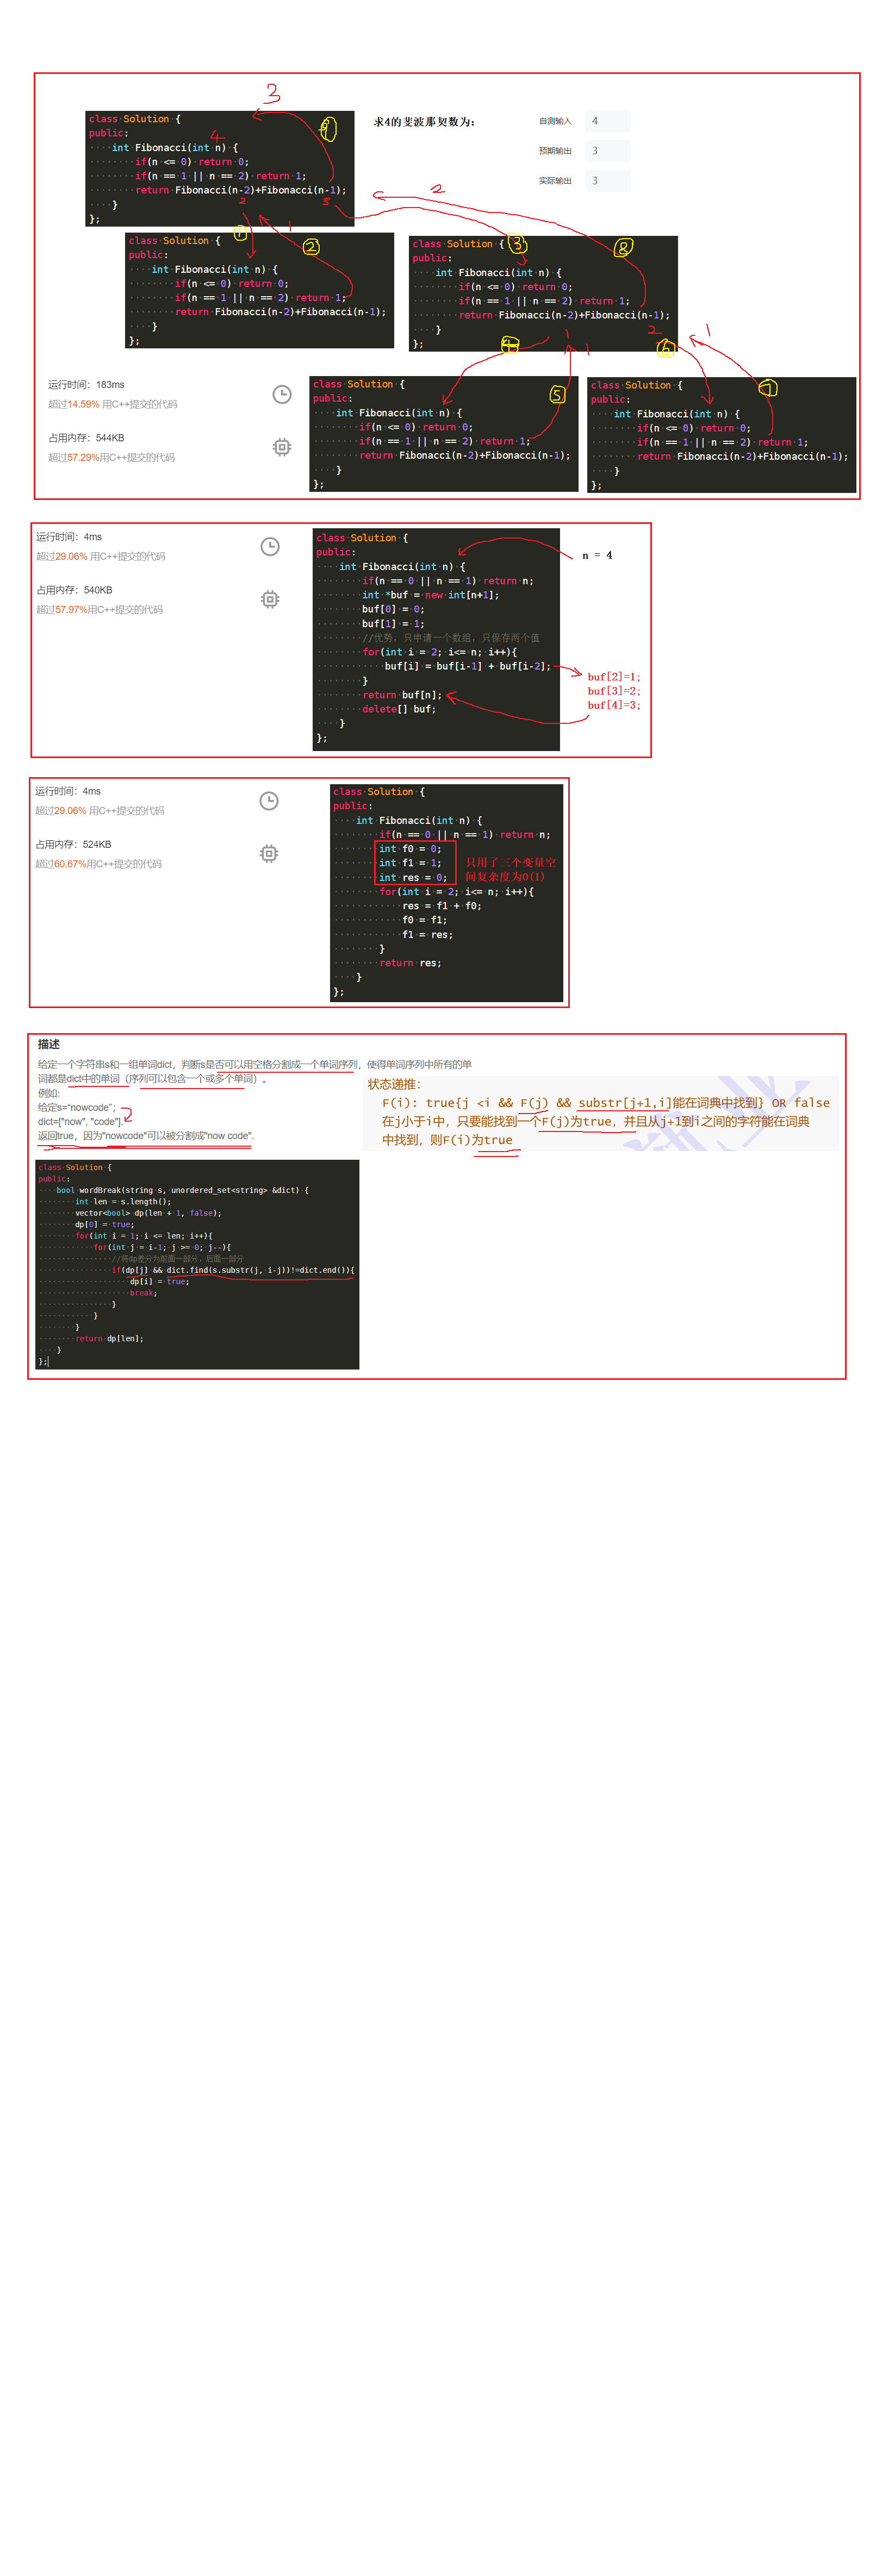 3
class Solution {
public:
int Fibonacci(int n) {
if(n <= 0) return 0;
if(n == 1 || n == 2) return 1;
return Fibonacci(n-2)+Fibonacci(n-1);
}
};
4
9
2
3
求4的斐波那契数为:
自测输入 4
预期输出 3
实际输出 3
2
1
1
2
class Solution {
public:
int Fibonacci(int n) {
if(n <= 0) return 0;
if(n == 1 || n == 2) return 1;
return Fibonacci(n-2)+Fibonacci(n-1);
}
};
3
8
class Solution {
public:
int Fibonacci(int n) {
if(n <= 0) return 0;
if(n == 1 || n == 2) return 1;
return Fibonacci(n-2)+Fibonacci(n-1);
}
};
1
2
4
1
6
1
运行时间:183ms
超过14.59% 用C++提交的代码
占用内存:544KB
超过57.29%用C++提交的代码
class Solution {
public:
int Fibonacci(int n) {
if(n <= 0) return 0;
if(n == 1 || n == 2) return 1;
return Fibonacci(n-2)+Fibonacci(n-1);
}
};
5
class Solution {
public:
int Fibonacci(int n) {
if(n <= 0) return 0;
if(n == 1 || n == 2) return 1;
return Fibonacci(n-2)+Fibonacci(n-1);
}
};
7
运行时间:4ms
超过29.06% 用C++提交的代码
占用内存:540KB
超过57.97%用C++提交的代码
class Solution {
public:
int Fibonacci(int n) {
if(n == 0 || n == 1) return n;
int *buf = new int[n+1];
buf[0] = 0;
buf[1] = 1;
//优势,只申请一个数组,只保存两个值
for(int i = 2; i<= n; i++){
buf[i] = buf[i-1] + buf[i-2];
}
return buf[n];
delete[] buf;
}
};
n = 4
buf[2]=1;
buf[3]=2;
buf[4]=3;
运行时间:4ms
超过29.06% 用C++提交的代码
占用内存:524KB
超过60.67%用C++提交的代码
class Solution {
public:
int Fibonacci(int n) {
if(n == 0 || n == 1) return n;
int f0 = 0;
int f1 = 1;
int res = 0;
for(int i = 2; i<= n; i++){
res = f1 + f0;
f0 = f1;
f1 = res;
}
return res;
}
};
只用了三个变量空
间复杂度为O(1)
描述
给定一个字符串s和一组单词dict,判断s是否可以用空格分割成一个单词序列,使得单词序列中所有的单
词都是dict中的单词(序列可以包含一个或多个单词)。
例如:
给定s=“nowcode”;
dict=["now", "code"].
返回true,因为"nowcode"可以被分割成"now code".
状态递推:
F(i): true{j <i && F(j) && substr[j+1,i]能在词典中找到} OR false
在j小于i中,只要能找到一个F(j)为true,并且从j+1到i之间的字符能在词典
中找到,则F(i)为true
class Solution {
public:
bool wordBreak(string s, unordered_set<string> &dict) {
int len = s.length();
vector<bool> dp(len + 1, false);
dp[0] = true;
for(int i = 1; i <= len; i++){
for(int j = i-1; j >= 0; j--){
//将dp差分为前面一部分,后面一部分
if(dp[j] && dict.find(s.substr(j, i-j))!=dict.end()){
dp[i] = true;
break;
}
}
}
return dp[len];
}
};